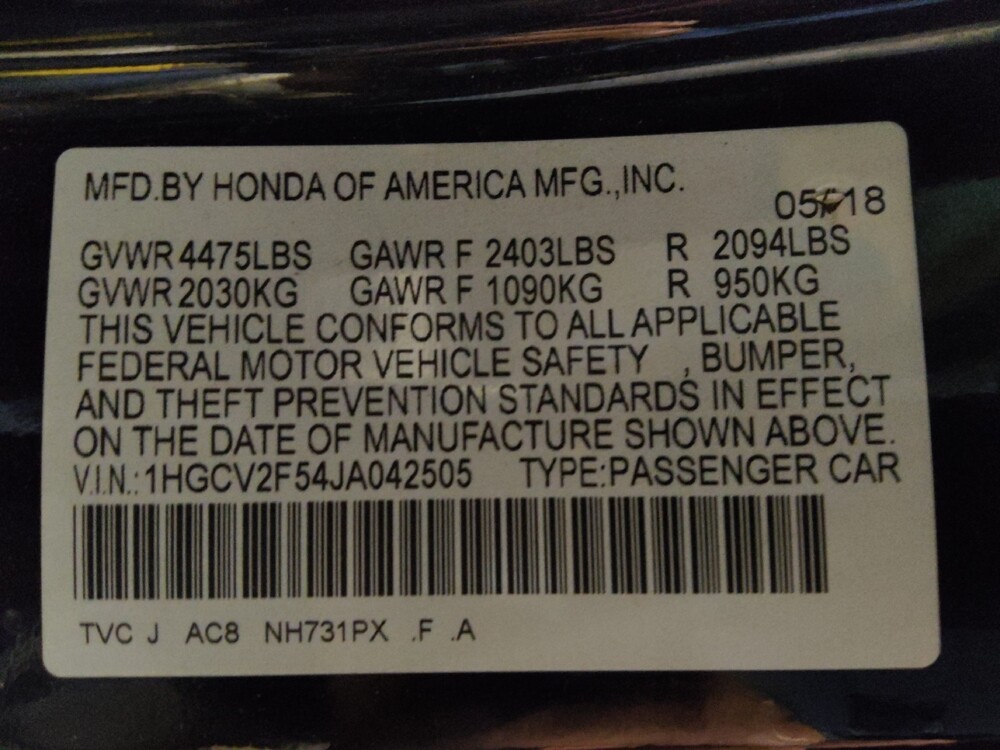 MFD.BY HONDA OF AMERICA MFG.,INC.
05/18
GVWR 4475LBS GAWR F 2403LBS R 2094LBS
GVWR 2030KG GAWR F 1090KG R 950KG
THIS VEHICLE CONFORMS TO ALL APPLICABLE
FEDERAL MOTOR VEHICLE SAFETY , BUMPER,
AND THEFT PREVENTION STANDARDS IN EFFECT
ON THE DATE OF MANUFACTURE SHOWN ABOVE.
V.I.N.: 1HGCV2F54JA042505 TYPE:PASSENGER CAR
TVC J AC8 NH731PX .F .A